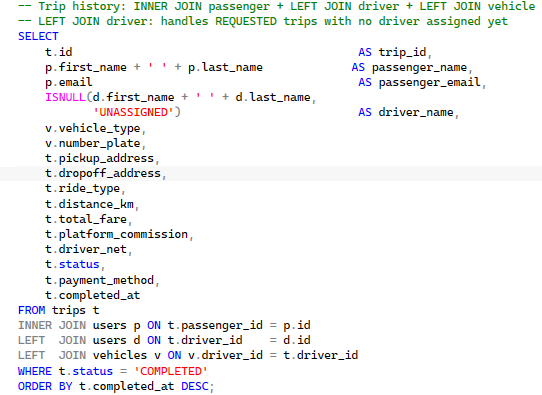 -- Trip history: INNER JOIN passenger + LEFT JOIN driver + LEFT JOIN vehicle
-- LEFT JOIN driver: handles REQUESTED trips with no driver assigned yet
SELECT
    t.id                                        AS trip_id,
    p.first_name + ' ' + p.last_name            AS passenger_name,
    p.email                                     AS passenger_email,
    ISNULL(d.first_name + ' ' + d.last_name,
           'UNASSIGNED')                        AS driver_name,
    v.vehicle_type,
    v.number_plate,
    t.pickup_address,
    t.dropoff_address,
    t.ride_type,
    t.distance_km,
    t.total_fare,
    t.platform_commission,
    t.driver_net,
    t.status,
    t.payment_method,
    t.completed_at
FROM trips t
INNER JOIN users p ON t.passenger_id = p.id
LEFT  JOIN users d ON t.driver_id    = d.id
LEFT  JOIN vehicles v ON v.driver_id = t.driver_id
WHERE t.status = 'COMPLETED'
ORDER BY t.completed_at DESC;